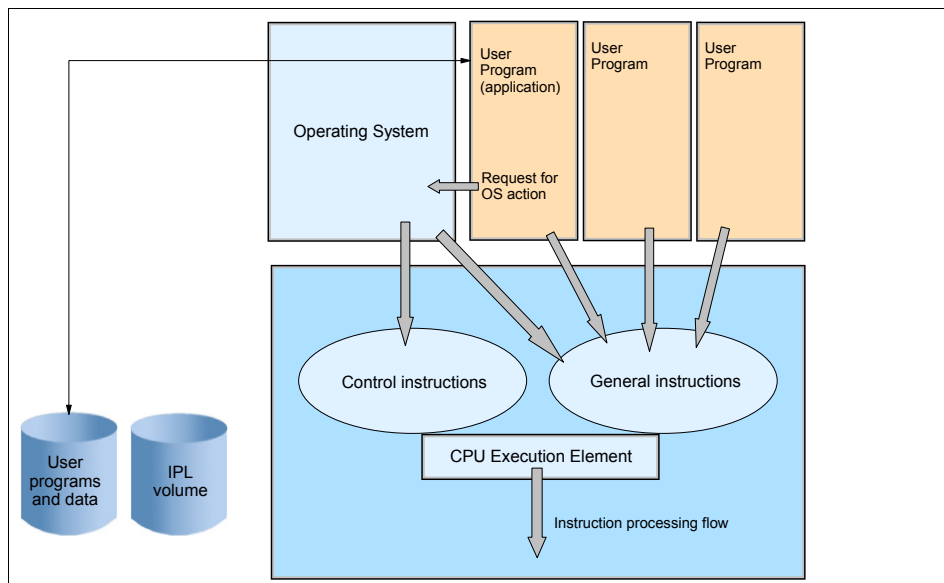 User
Program
(application)
User
Program
User
Program
Operating System
Request for
OS action
Control instructions
General instructions
CPU Execution Element
Instruction processing flow
User
programs
and data
IPL
volume